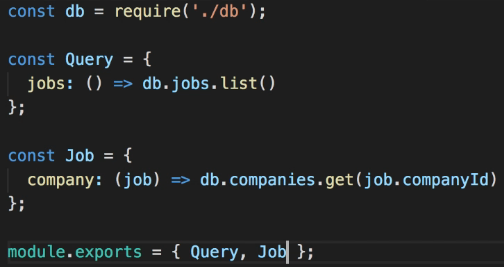 const db = require('./db');
const Query = {
  jobs: () => db.jobs.list()
};
const Job = {
  company: (job) => db.companies.get(job.companyId)
};
module.exports = { Query, Job };